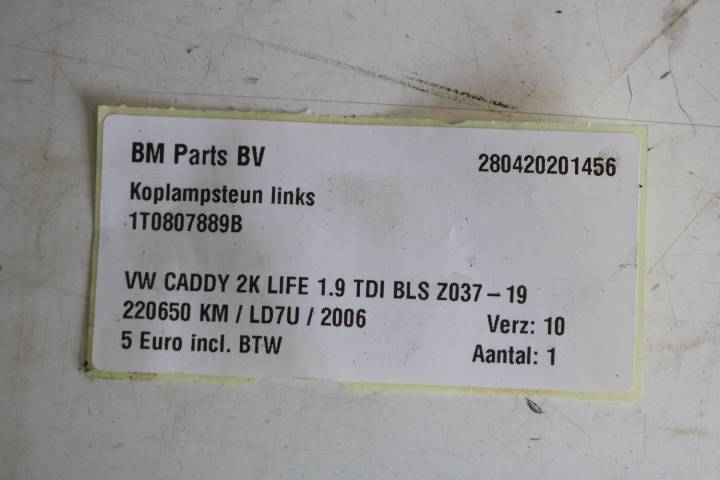 BM Parts BV 280420201456
Koplampsteun links
1T0807889B
VW CADDY 2K LIFE 1.9 TDI BLS Z037 – 19
220650 KM / LD7U / 2006 Verz: 10
5 Euro incl. BTW Aantal: 1